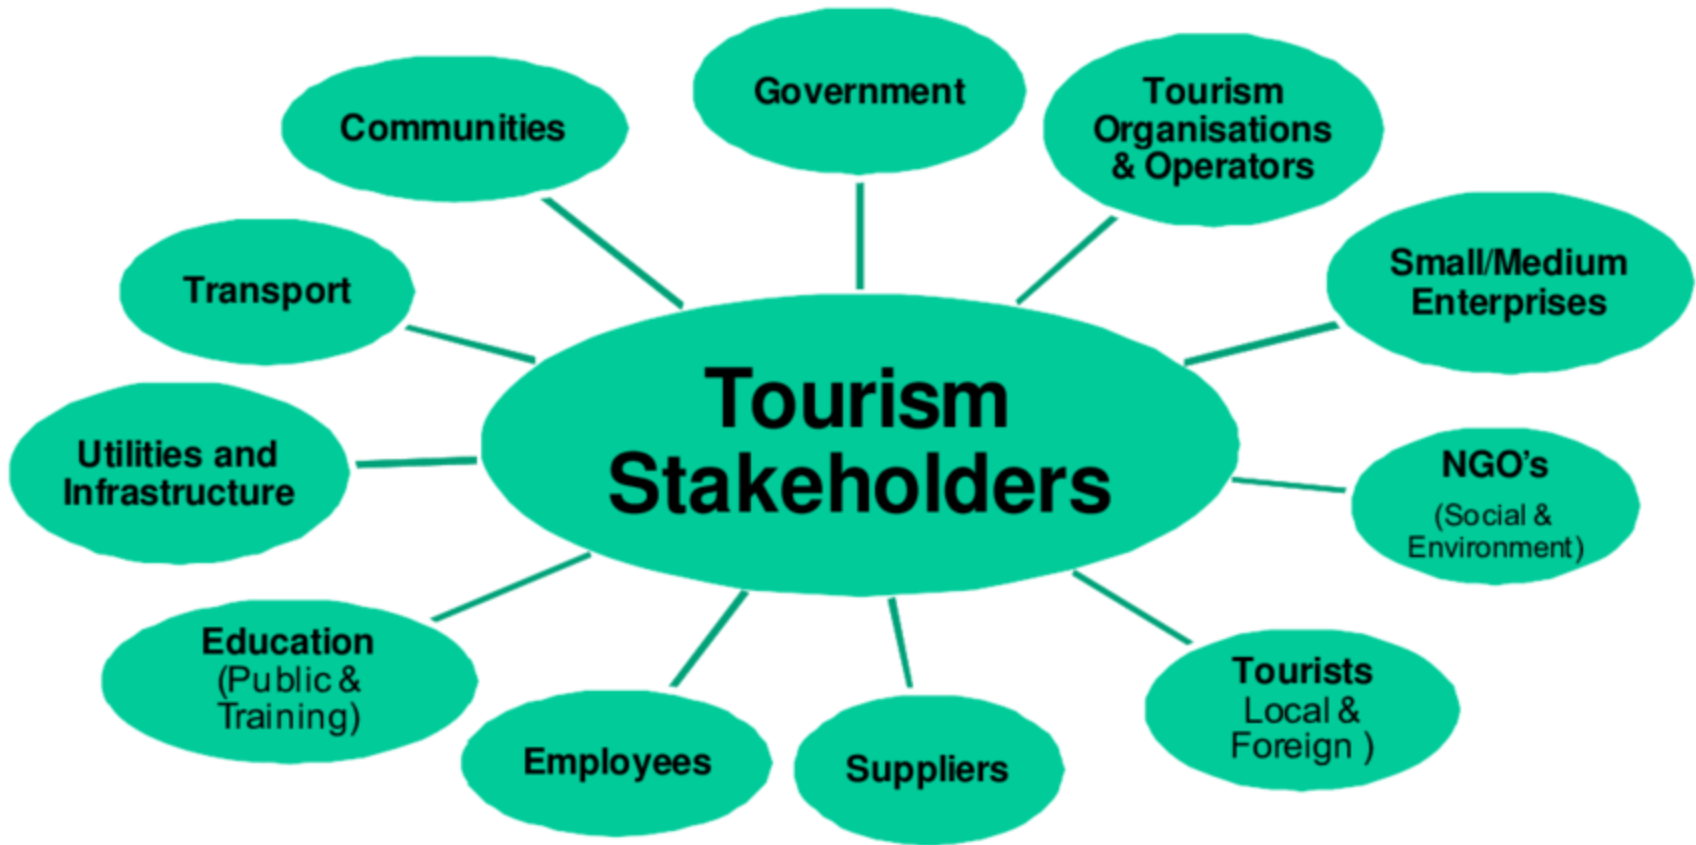 Government
Communities
Tourism
Organisations
& Operators
Transport
Small/Medium
Enterprises
Tourism
Stakeholders
Utilities and
Infrastructure
NGO’s
(Social &
Environment)
Education
(Public &
Training)
Employees
Suppliers
Tourists
Local &
Foreign )